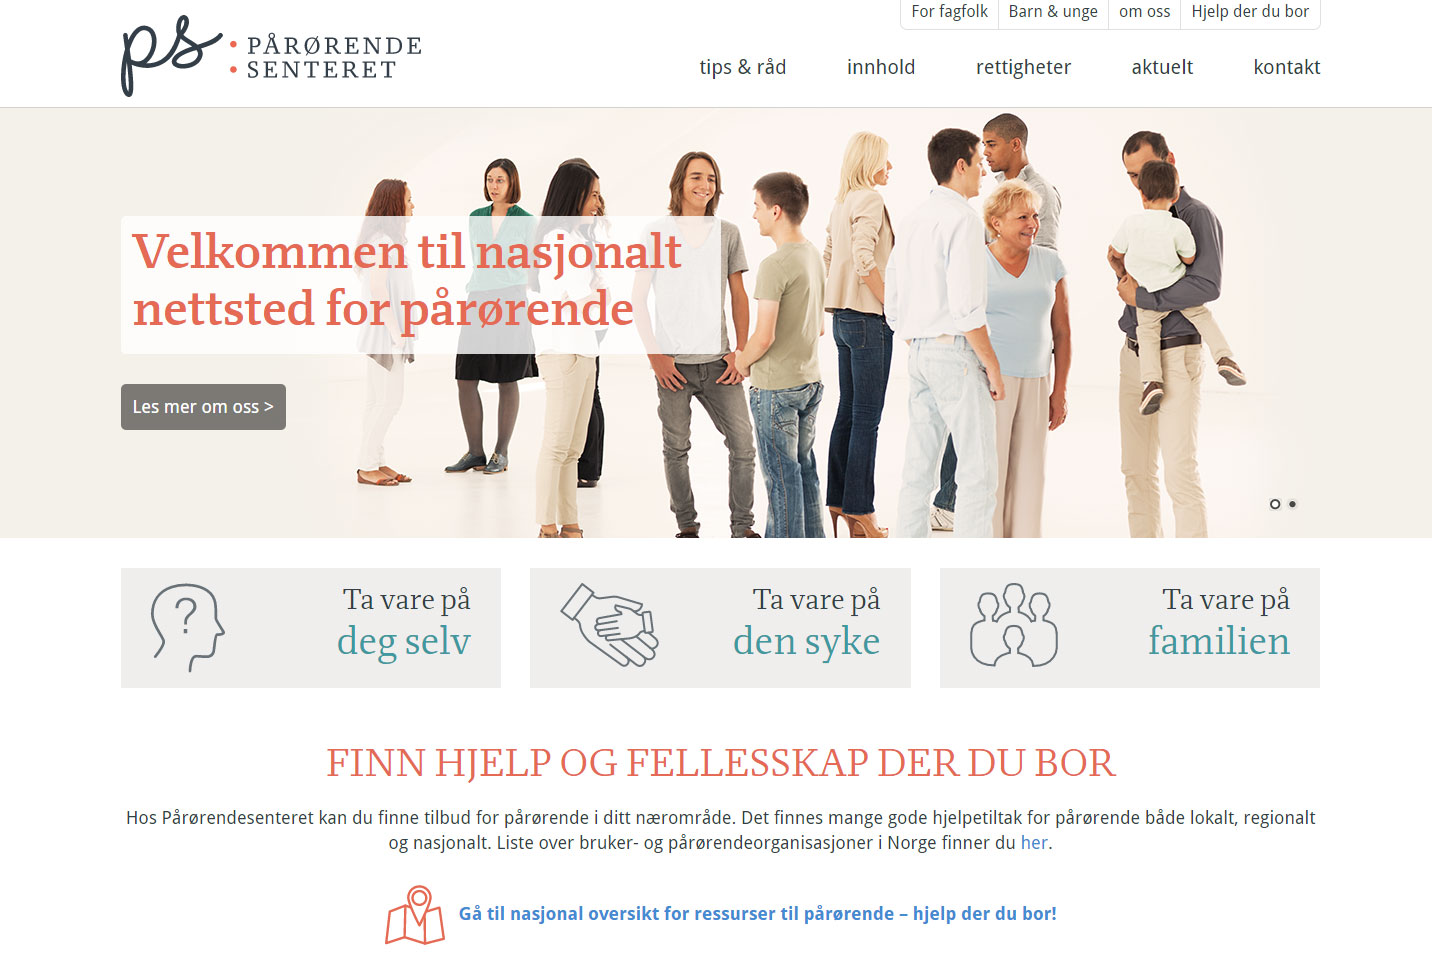 For fagfolk
Barn & unge
om oss
Hjelp der du bor
ps: PÅRØRENDE
SENTERET
tips & råd
innhold
rettigheter
aktuelt
kontakt
Velkommen til nasjonalt
nettsted for pårørende
Les mer om oss >
Ta vare på
deg selv
Ta vare på
den syke
Ta vare på
familien
FINN HJELP OG FELLESSKAP DER DU BOR
Hos Pårørendesenteret kan du finne tilbud for pårørende i ditt nærområde. Det finnes mange gode hjelpetiltak for pårørende både lokalt, regionalt
og nasjonalt. Liste over bruker- og pårørendeorganisasjoner i Norge finner du her.
Gå til nasjonal oversikt for ressurser til pårørende – hjelp der du bor!